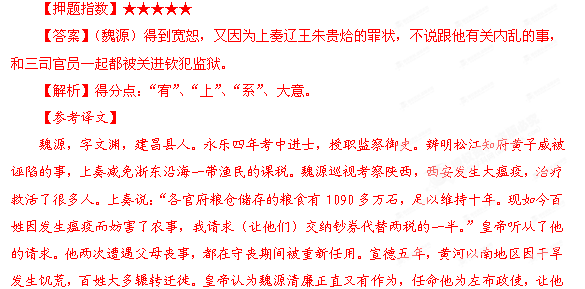 【押题指数】★★★★★
【答案】（魏源）得到宽恕，又因为上奏辽王朱贵烚的罪状，不说跟他有关内乱的事，
和三司官员一起都被关进钦犯监狱。
【解析】得分点：“宥”、“上”、“系”、大意。
【参考译文】
魏源，字文渊，建昌县人。永乐四年考中进士，授职监察御史。辨明松江知府黄子威被
诬陷的事，上奏减免浙东沿海一带渔民的课税。魏源巡视考察陕西，西安发生大瘟疫，治疗
救活了很多人。上奏说：“各官府粮仓储存的粮食有 1090 多万石，足以维持十年。现如今百
姓因发生瘟疫而妨害了农事，我请求（让他们）交纳钞券代替两税的一半。”皇帝听从了他
的请求。他两次遭遇父母丧事，都在守丧期间被重新任用。宣德五年，黄河以南地区因干旱
发生饥荒，百姓大多辗转迁徙。皇帝认为魏源清廉正直又有作为，任命他为左布政使，让他